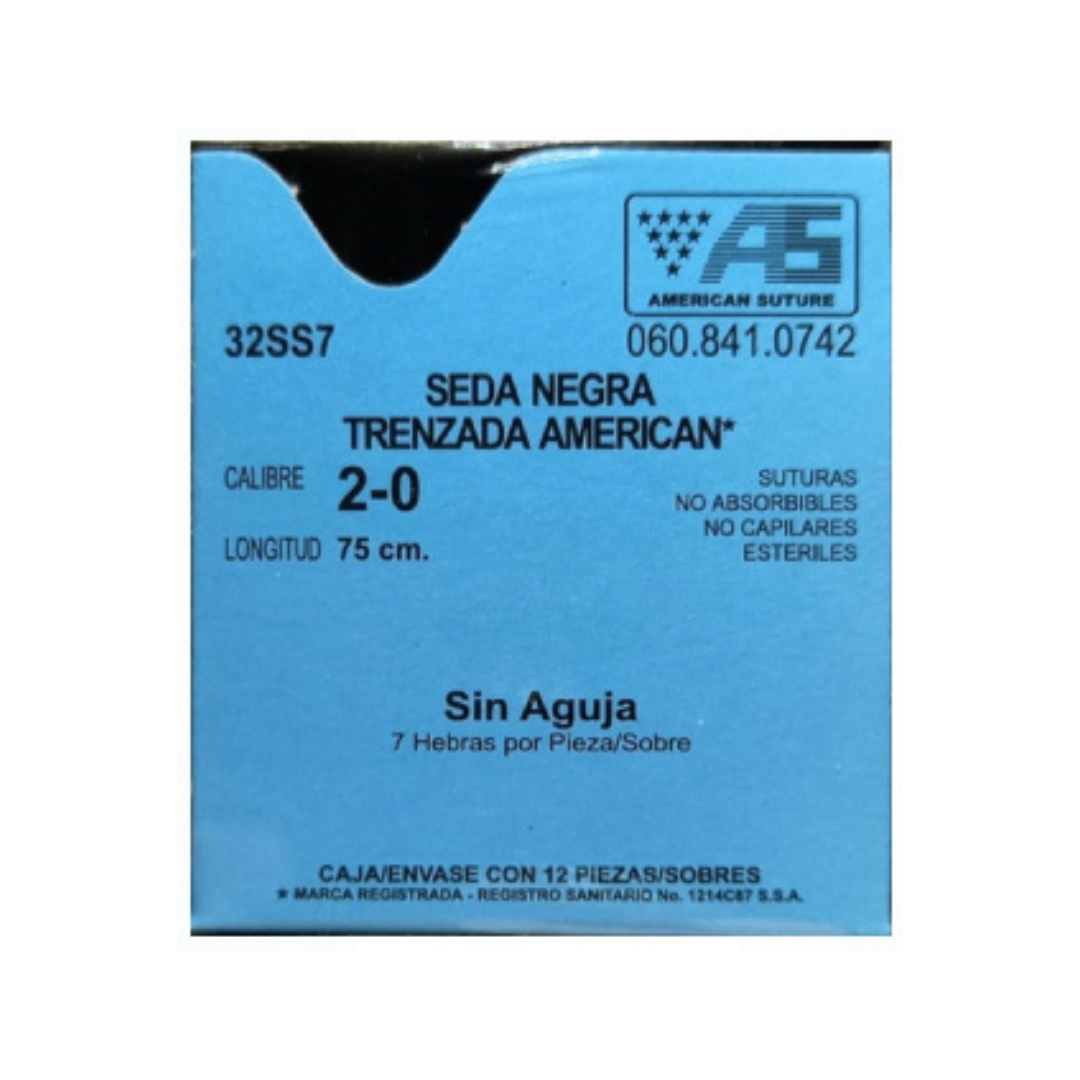 AS
AMERICAN SUTURE
32SS7
060.841.0742
SEDA NEGRA
TRENZADA AMERICAN*
CALIBRE 2-0
LONGITUD 75 cm.
SUTURAS
NO ABSORBIBLES
NO CAPILARES
ESTERILES
Sin Aguja
7 Hebras por Pieza/Sobre
CAJA/ENVASE CON 12 PIEZAS/SOBRES
* MARCA REGISTRADA - REGISTRO SANITARIO No. 1214C87 S.S.A.